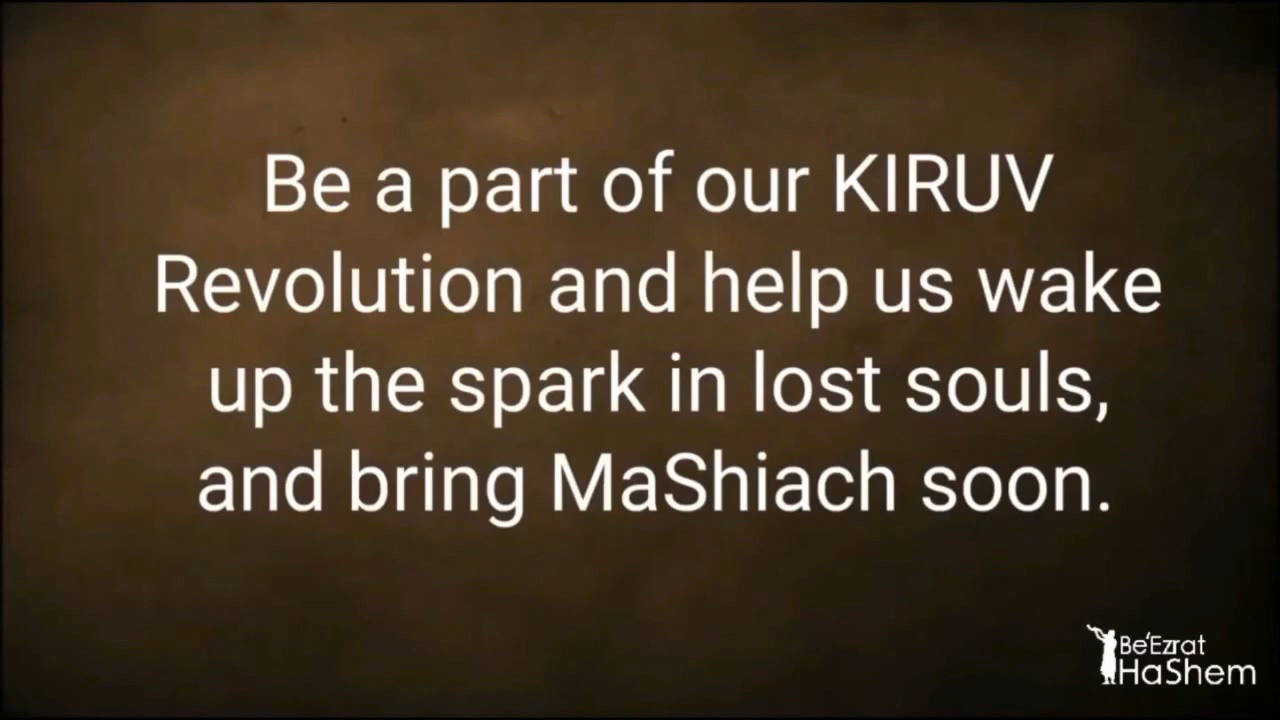 Be a part of our KIRUV
Revolution and help us wake
up the spark in lost souls,
and bring MaShiach soon.
Be'Ezrat
HaShem